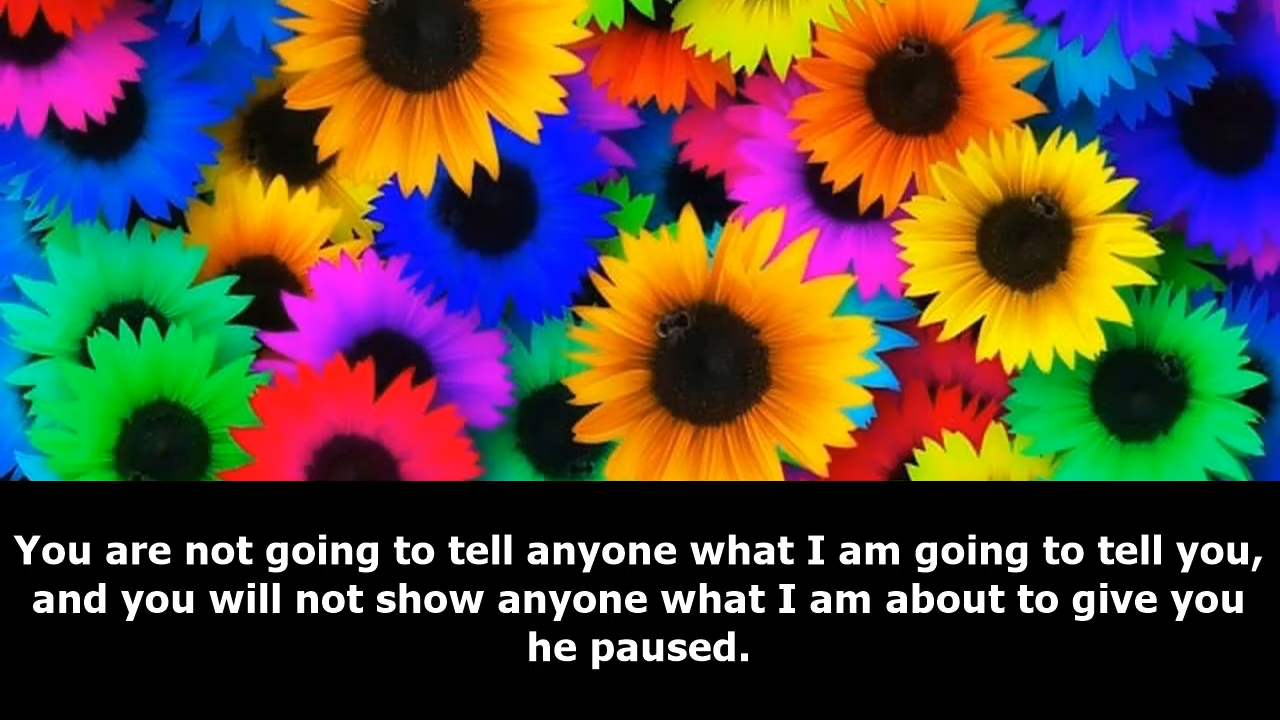 You are not going to tell anyone what I am going to tell you,
and you will not show anyone what I am about to give you
he paused.